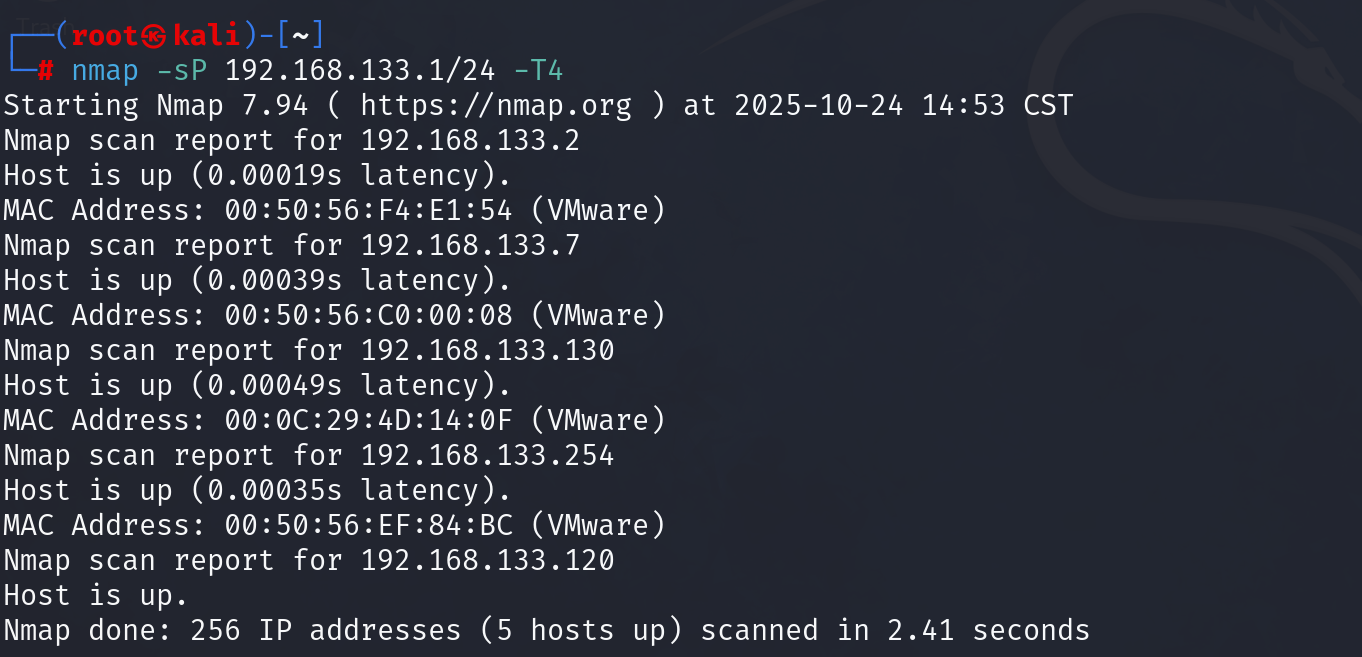 ┌──(root㉿kali)-[~]
└─# nmap -sP 192.168.133.1/24 -T4
Starting Nmap 7.94 ( https://nmap.org ) at 2025-10-24 14:53 CST
Nmap scan report for 192.168.133.2
Host is up (0.00019s latency).
MAC Address: 00:50:56:F4:E1:54 (VMware)
Nmap scan report for 192.168.133.7
Host is up (0.00039s latency).
MAC Address: 00:50:56:C0:00:08 (VMware)
Nmap scan report for 192.168.133.130
Host is up (0.00049s latency).
MAC Address: 00:0C:29:4D:14:0F (VMware)
Nmap scan report for 192.168.133.254
Host is up (0.00035s latency).
MAC Address: 00:50:56:EF:84:BC (VMware)
Nmap scan report for 192.168.133.120
Host is up.
Nmap done: 256 IP addresses (5 hosts up) scanned in 2.41 seconds